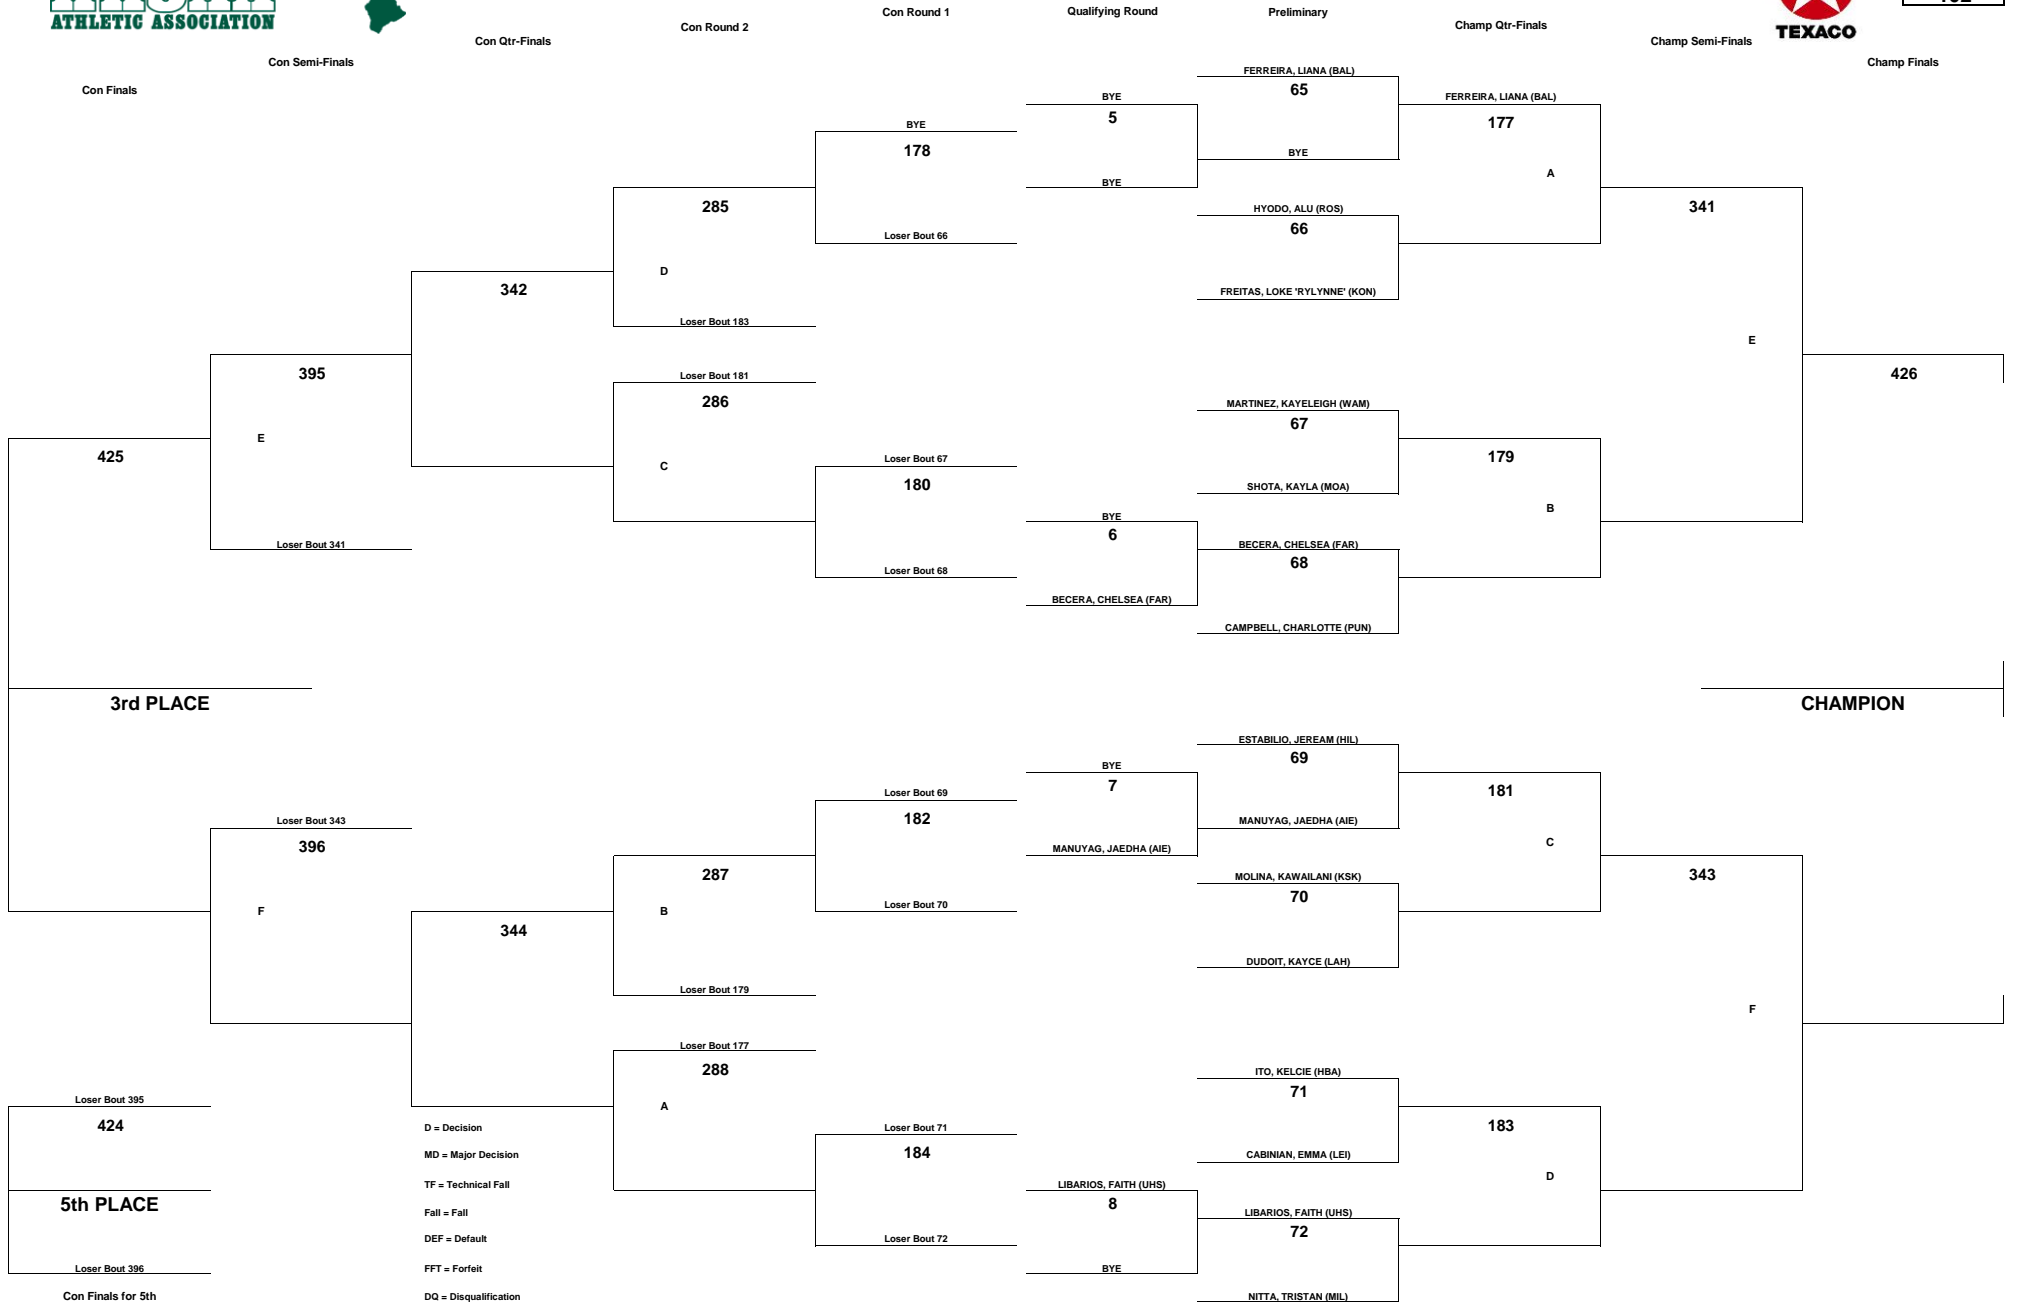 ATHLETIC ASSOCIATION
TEXACO
Con Finals
Con Semi-Finals
Con Qtr-Finals
Con Round 2
Con Round 1
Qualifying Round
Preliminary
Champ Qtr-Finals
Champ Semi-Finals
Champ Finals
FERREIRA, LIANA (BAL)
65
BYE
FERREIRA, LIANA (BAL)
5
177
BYE
178
BYE
A
BYE
285
HYODO, ALU (ROS)
341
66
Loser Bout 66
D
342
FREITAS, LOKE 'RYLYNNE' (KON)
Loser Bout 183
E
395
Loser Bout 181
426
286
MARTINEZ, KAYELEIGH (WAM)
67
E
425
Loser Bout 67
179
C
180
SHOTA, KAYLA (MOA)
B
BYE
6
Loser Bout 341
BECERA, CHELSEA (FAR)
68
Loser Bout 68
BECERA, CHELSEA (FAR)
CAMPBELL, CHARLOTTE (PUN)
3rd PLACE
CHAMPION
ESTABILIO, JEREAM (HIL)
69
BYE
7
Loser Bout 69
181
Loser Bout 343
182
MANUYAG, JAEDHA (AIE)
396
C
MANUYAG, JAEDHA (AIE)
287
MOLINA, KAWAILANI (KSK)
343
70
Loser Bout 70
F
B
344
DUDOIT, KAYCE (LAH)
Loser Bout 179
F
Loser Bout 177
288
ITO, KELCIE (HBA)
71
Loser Bout 395
A
424
D = Decision
Loser Bout 71
183
MD = Major Decision
184
CABINIAN, EMMA (LEI)
D
TF = Technical Fall
LIBARIOS, FAITH (UHS)
5th PLACE
8
Fall = Fall
LIBARIOS, FAITH (UHS)
72
DEF = Default
Loser Bout 72
Loser Bout 396
FFT = Forfeit
BYE
Con Finals for 5th
DQ = Disqualification
NITTA, TRISTAN (MIL)